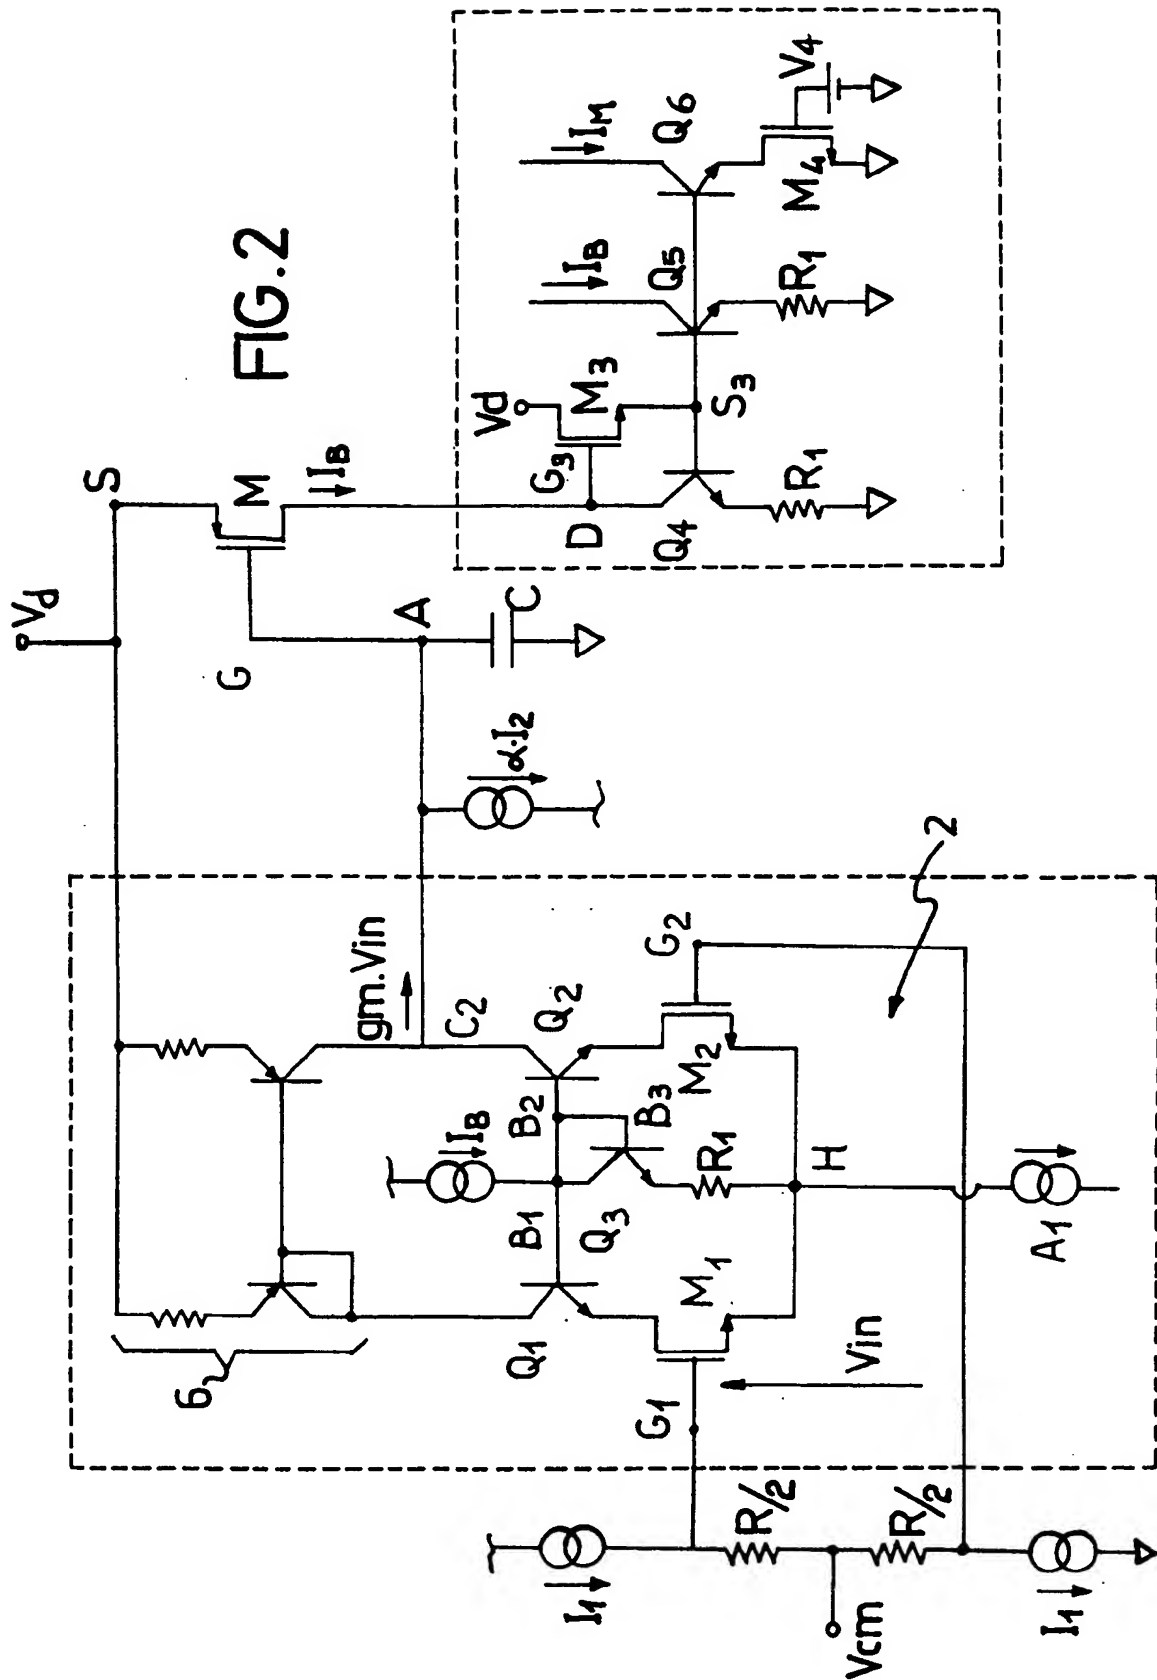 FIG.2
Vd
S
M
IB
G
A
C
α·I2
gm.Vin
C2
6
Q1
Q2
B1
B2
B3
IB
Q3
R1
M1
M2
G1
G2
H
A1
Vin
2
I1
R/2
R/2
Vcm
I1
Vd
M3
G3
D
S3
Q4
R1
IB
Q5
R1
IM
Q6
M4
V4